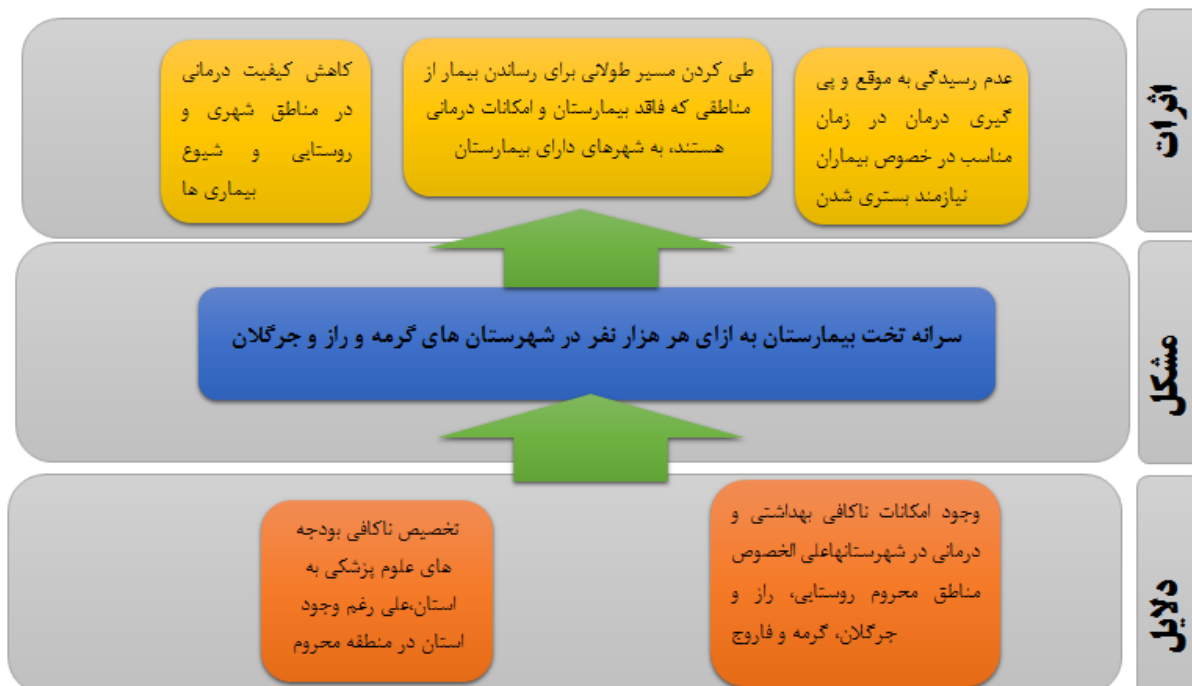 اثرات
عدم رسیدگی به موقع و پی
گیری درمان در زمان
مناسب در خصوص بیماران
نیازمند بستری شدن
طی کردن مسیر طولانی برای رساندن بیمار از
مناطقی که فاقد بیمارستان و امکانات درمانی
هستند، به شهرهای دارای بیمارستان
کاهش کیفیت درمانی
در مناطق شهری و
روستایی و شیوع
بیماری ها
مشکل
سرانه تخت بیمارستان به ازای هر هزار نفر در شهرستان های گرمه و راز و جرگلان
دلایل
وجود امکانات ناکافی بهداشتی و
درمانی در شهرستانهاعلی الخصوص
مناطق محروم روستایی، راز و
جرگلان، گرمه و فاروج
تخصیص ناکافی بودجه
های علوم پزشکی به
استان،علی رغم وجود
استان در منطقه محروم